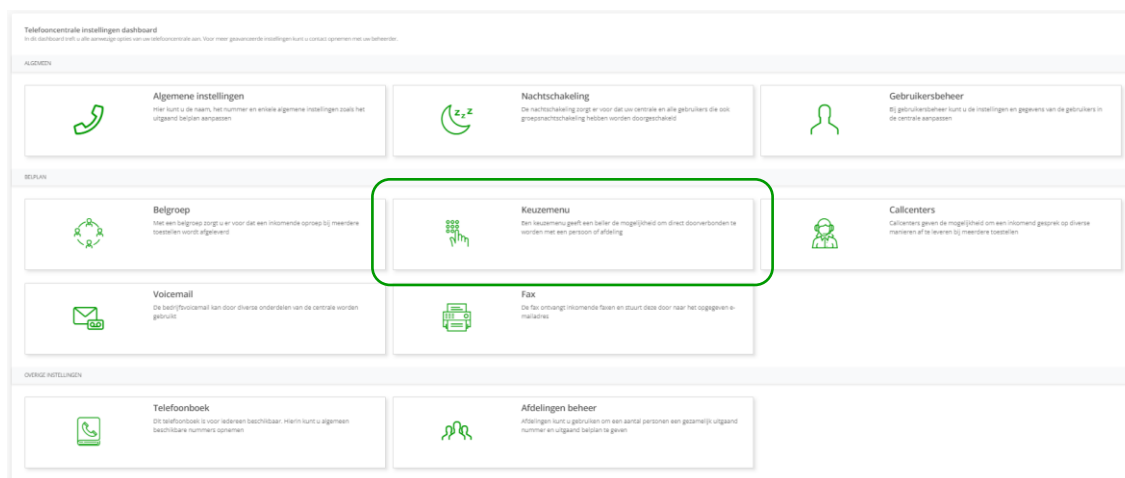 Telefooncentrale instellingen dashboard
In dit dashboard treft u alle aanwezige opties van uw telefooncentrale aan. Voor meer geavanceerde instellingen kunt u contact opnemen met uw beheerder.
ALGEMEEN
Algemene instellingen
Hier kunt u de naam, het nummer en enkele algemene instellingen zoals het
uitgaand belplan aanpassen
Nachtschakeling
De nachtschakeling zorgt er voor dat uw centrale en alle gebruikers die ook
groepsnachtschakeling hebben worden doorgeschakeld
Gebruikersbeheer
Bij gebruikersbeheer kunt u de instellingen en gegevens van de gebruikers in
de centrale aanpassen
BELPLAN
Belgroep
Met een belgroep zorgt u er voor dat een inkomende oproep bij meerdere
toestellen wordt afgeleverd
Keuzemenu
Een keuzemenu geeft een beller de mogelijkheid om direct doorverbonden te
worden met een persoon of afdeling
Callcenters
Callcenters geven de mogelijkheid om een inkomend gesprek op diverse
manieren af te leveren bij meerdere toestellen
Voicemail
De bedrijfsvoicemail kan door diverse onderdelen van de centrale worden
gebruikt
Fax
De fax ontvangt inkomende faxen en stuurt deze door naar het opgegeven e-
mailadres
OVERIGE INSTELLINGEN
Telefoonboek
Dit telefoonboek is voor iedereen beschikbaar. Hierin kunt u algemeen
beschikbare nummers opnemen
Afdelingen beheer
Afdelingen kunt u gebruiken om een aantal personen een gezamelijk uitgaand
nummer en uitgaand belplan te geven